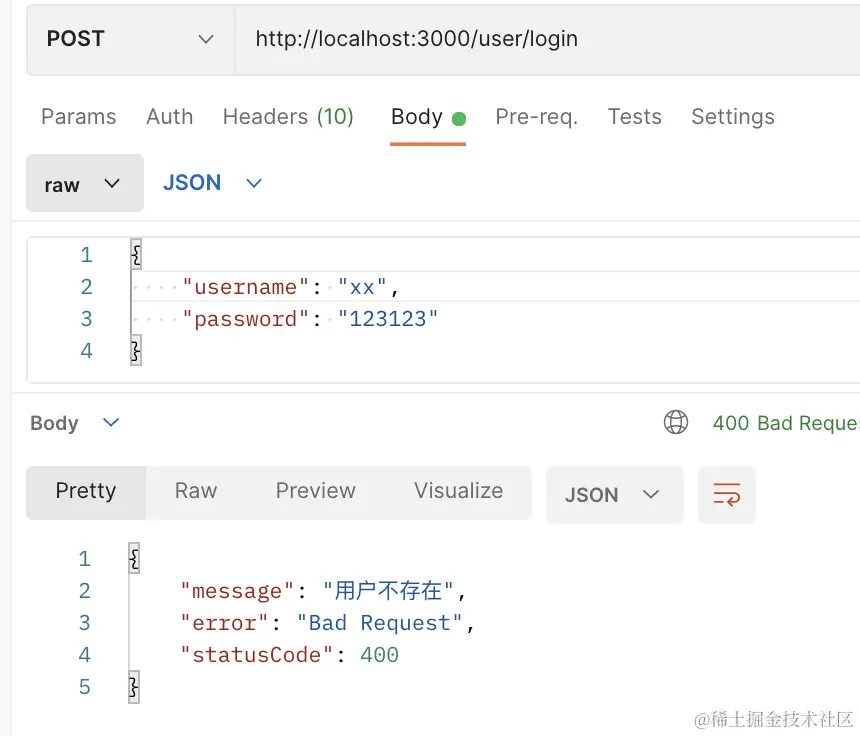 POST http://localhost:3000/user/login
Params Auth Headers (10) Body Pre-req. Tests Settings
raw JSON
1 {
2 "username": "xx",
3 "password": "123123"
4 }
Body 400 Bad Reques
Pretty Raw Preview Visualize JSON
1 {
2 "message": "用户不存在",
3 "error": "Bad Request",
4 "statusCode": 400
5 }
@稀土掘金技术社区